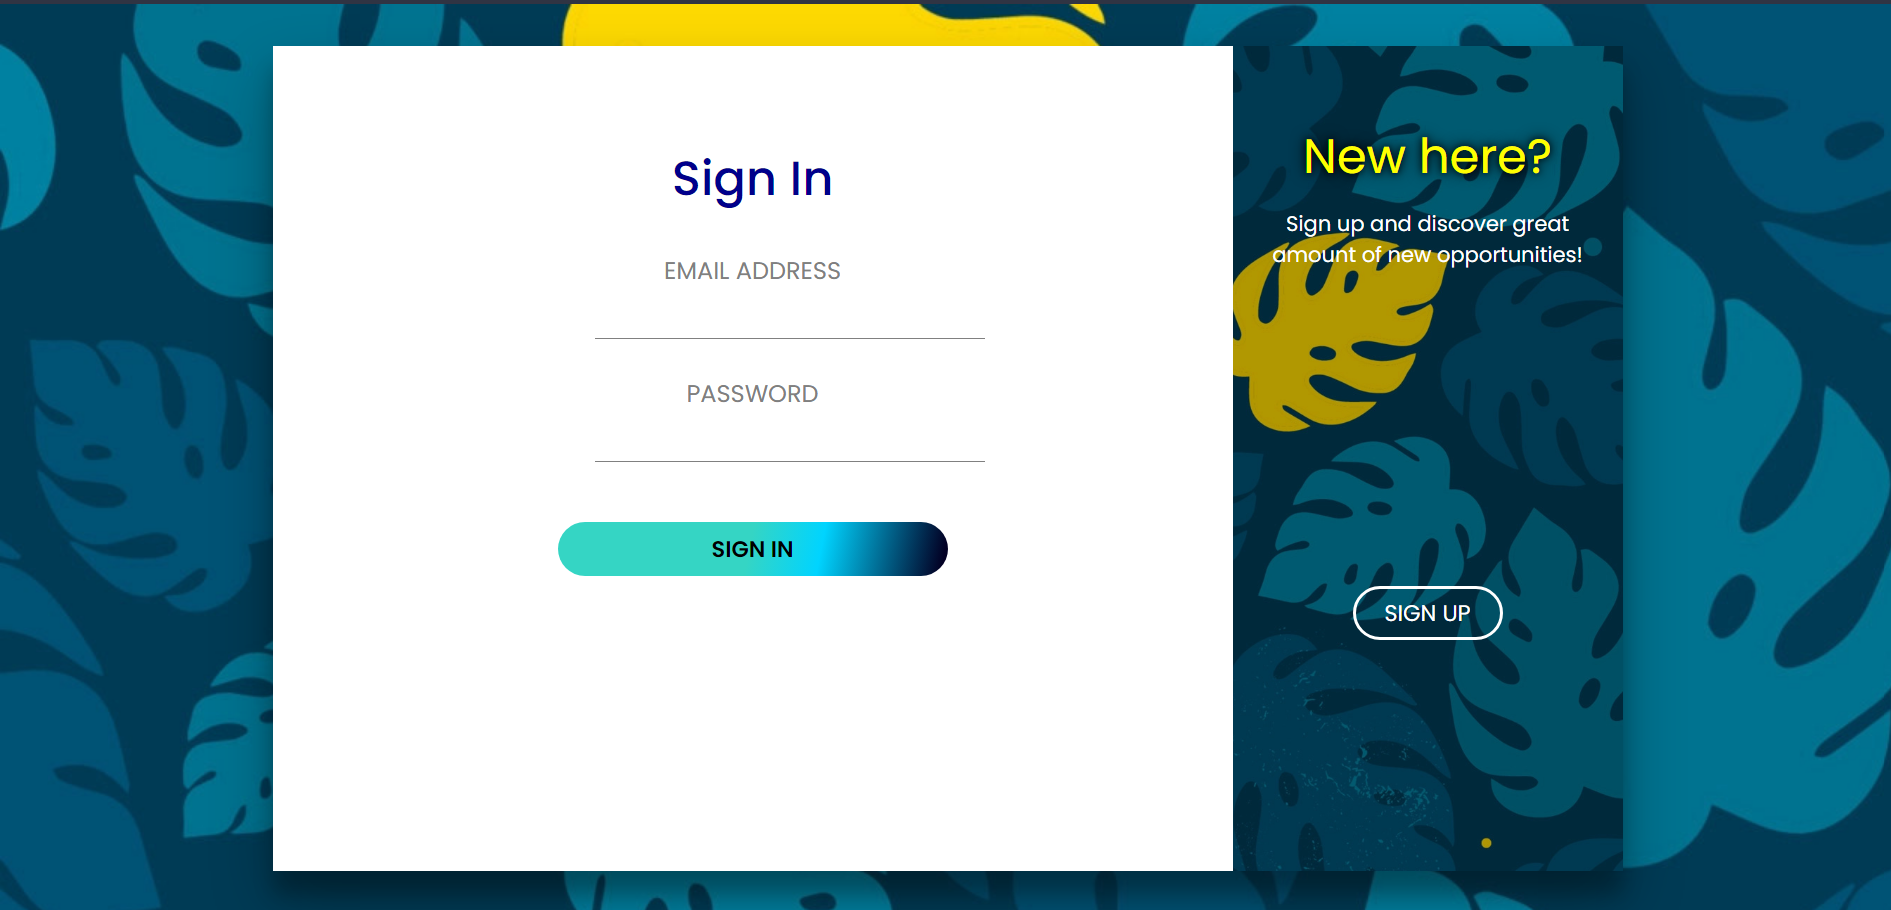 Sign In
EMAIL ADDRESS
PASSWORD
SIGN IN
New here?
Sign up and discover great
amount of new opportunities!
SIGN UP